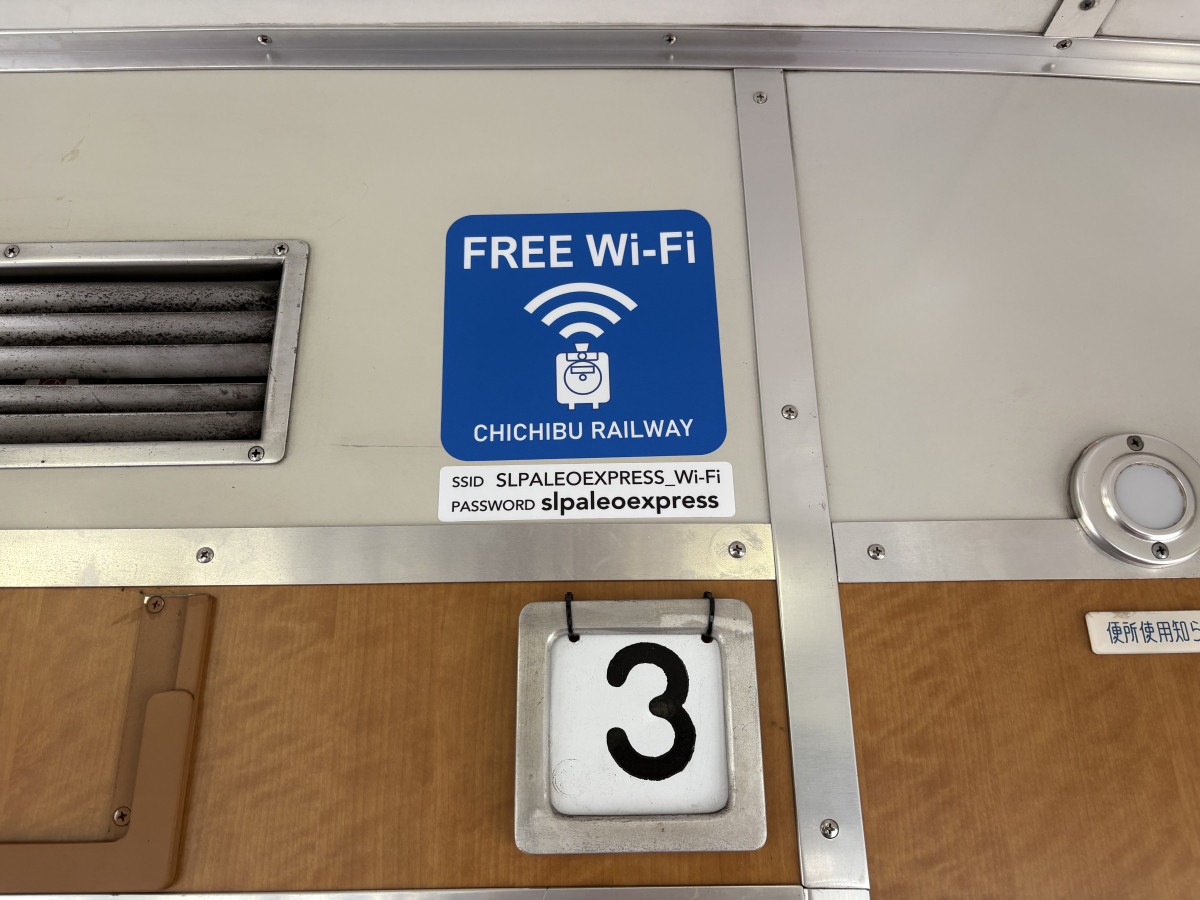 FREE Wi-Fi
CHICHIBU RAILWAY
SSID SLPALEOEXPRESS_Wi-Fi
PASSWORD slpaleoexpress
3
便所使用知ら